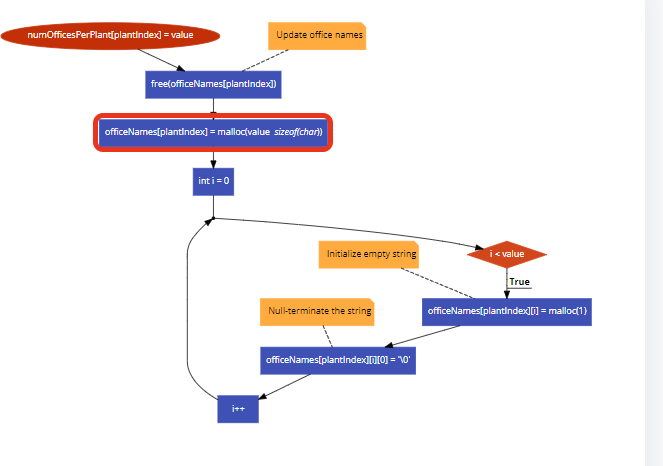 numOfficesPerPlant[plantIndex] = value
Update office names
free(officeNames[plantIndex])
officeNames[plantIndex] = malloc(value sizeof(char))
int i = 0
Initialize empty string
i < value
True
Null-terminate the string
officeNames[plantIndex][i] = malloc(1)
officeNames[plantIndex][i][0] = '\0'
i++